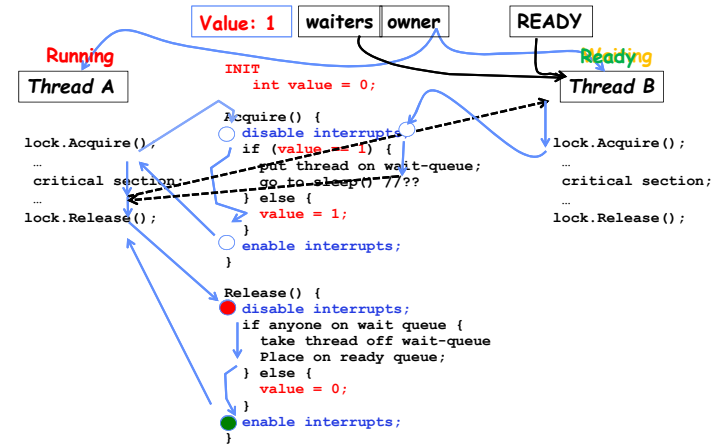 Value: 1
waiters owner
READY
Running
Ready
Thread A
Thread B
INIT
int value = 0;
Acquire() {
disable interrupts;
if (value == 1) {
put thread on wait-queue;
go to sleep() //??
} else {
value = 1;
}
enable interrupts;
}
lock.Acquire();
…
critical section;
…
lock.Release();
lock.Acquire();
…
critical section;
…
lock.Release();
Release() {
disable interrupts;
if anyone on wait queue {
take thread off wait-queue
Place on ready queue;
} else {
value = 0;
}
enable interrupts;
}